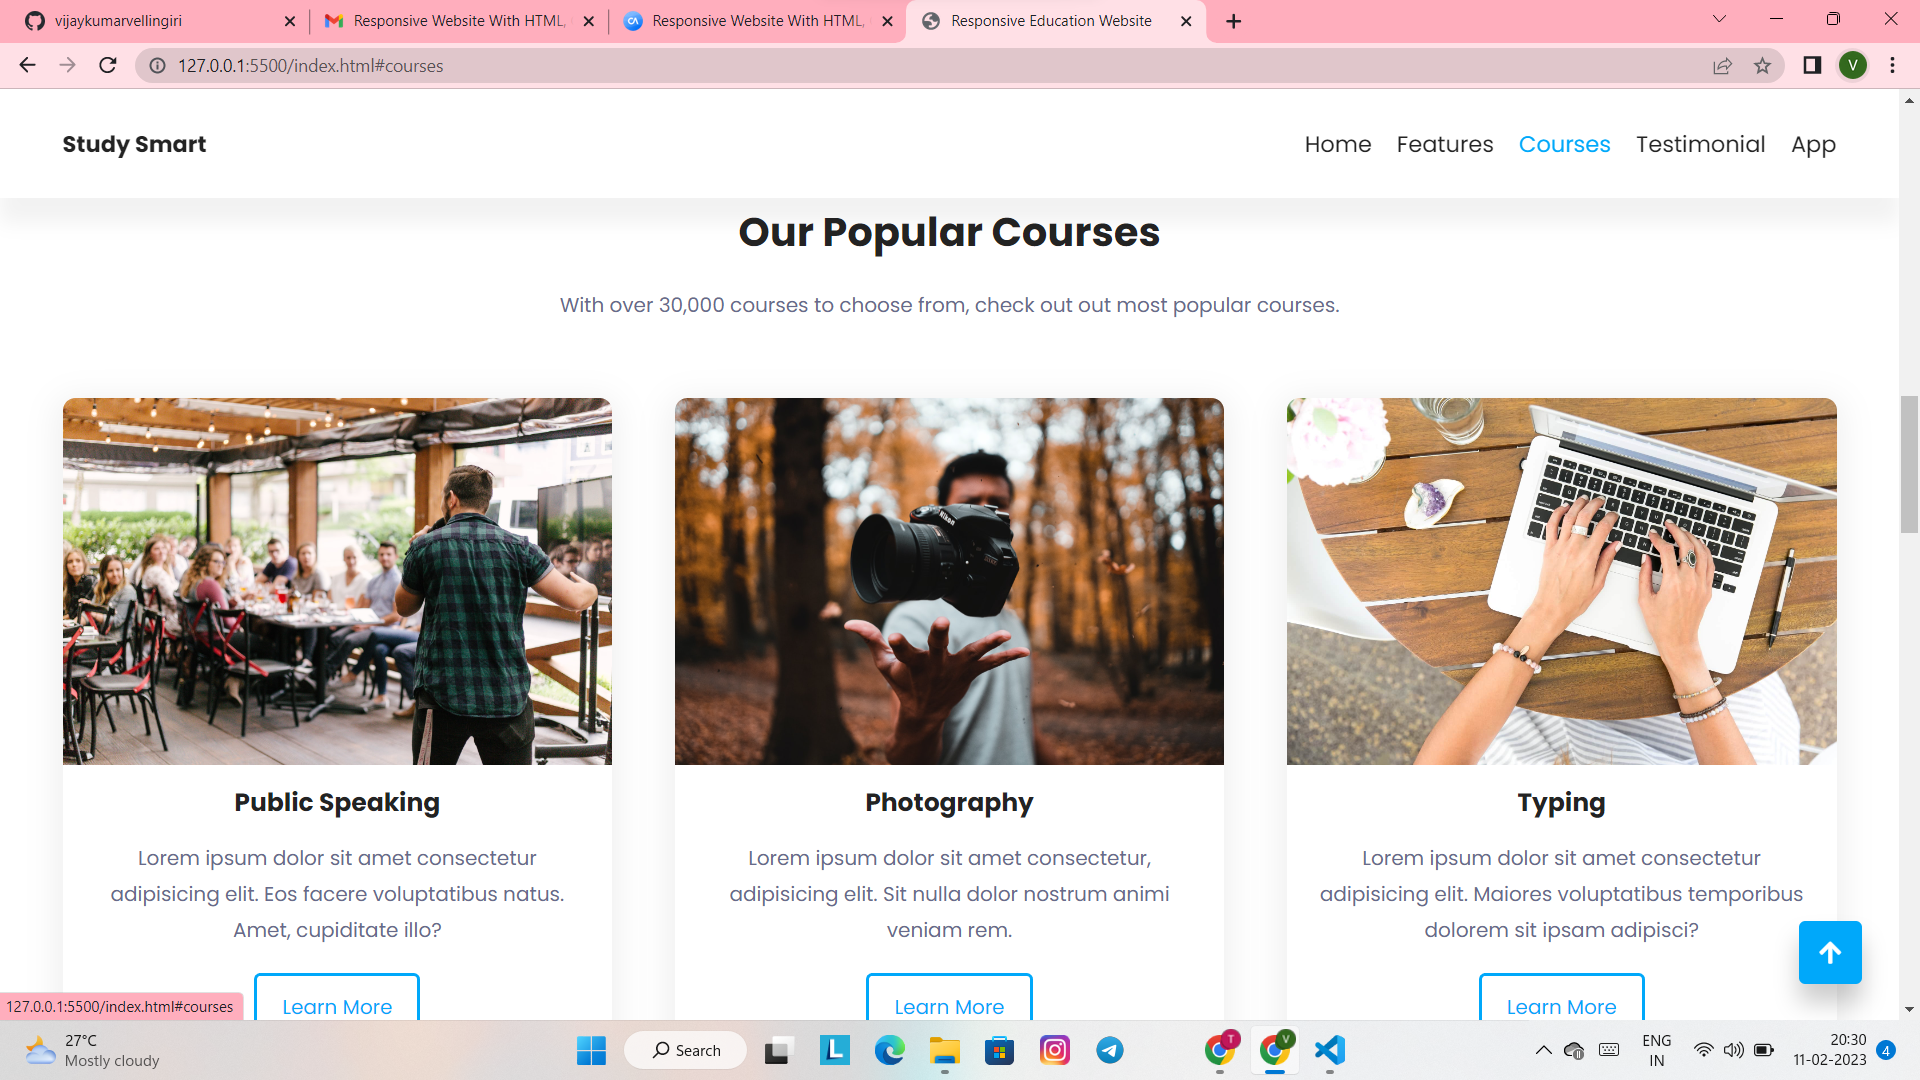 vijaykumarvellingiri
Responsive Website With HTML,
Responsive Website With HTML,
Responsive Education Website
127.0.0.1:5500/index.html#courses
V
Study Smart
Home
Features
Courses
Testimonial
App
Our Popular Courses
With over 30,000 courses to choose from, check out out most popular courses.
Nikon
Public Speaking
Lorem ipsum dolor sit amet consectetur
adipisicing elit. Eos facere voluptatibus natus.
Amet, cupiditate illo?
Learn More
Photography
Lorem ipsum dolor sit amet consectetur,
adipisicing elit. Sit nulla dolor nostrum animi
veniam rem.
Learn More
Typing
Lorem ipsum dolor sit amet consectetur
adipisicing elit. Maiores voluptatibus temporibus
dolorem sit ipsam adipisci?
Learn More
127.0.0.1:5500/index.html#courses
27°C
Mostly cloudy
Search
L
T
V
ENG
IN
20:30
11-02-2023
4